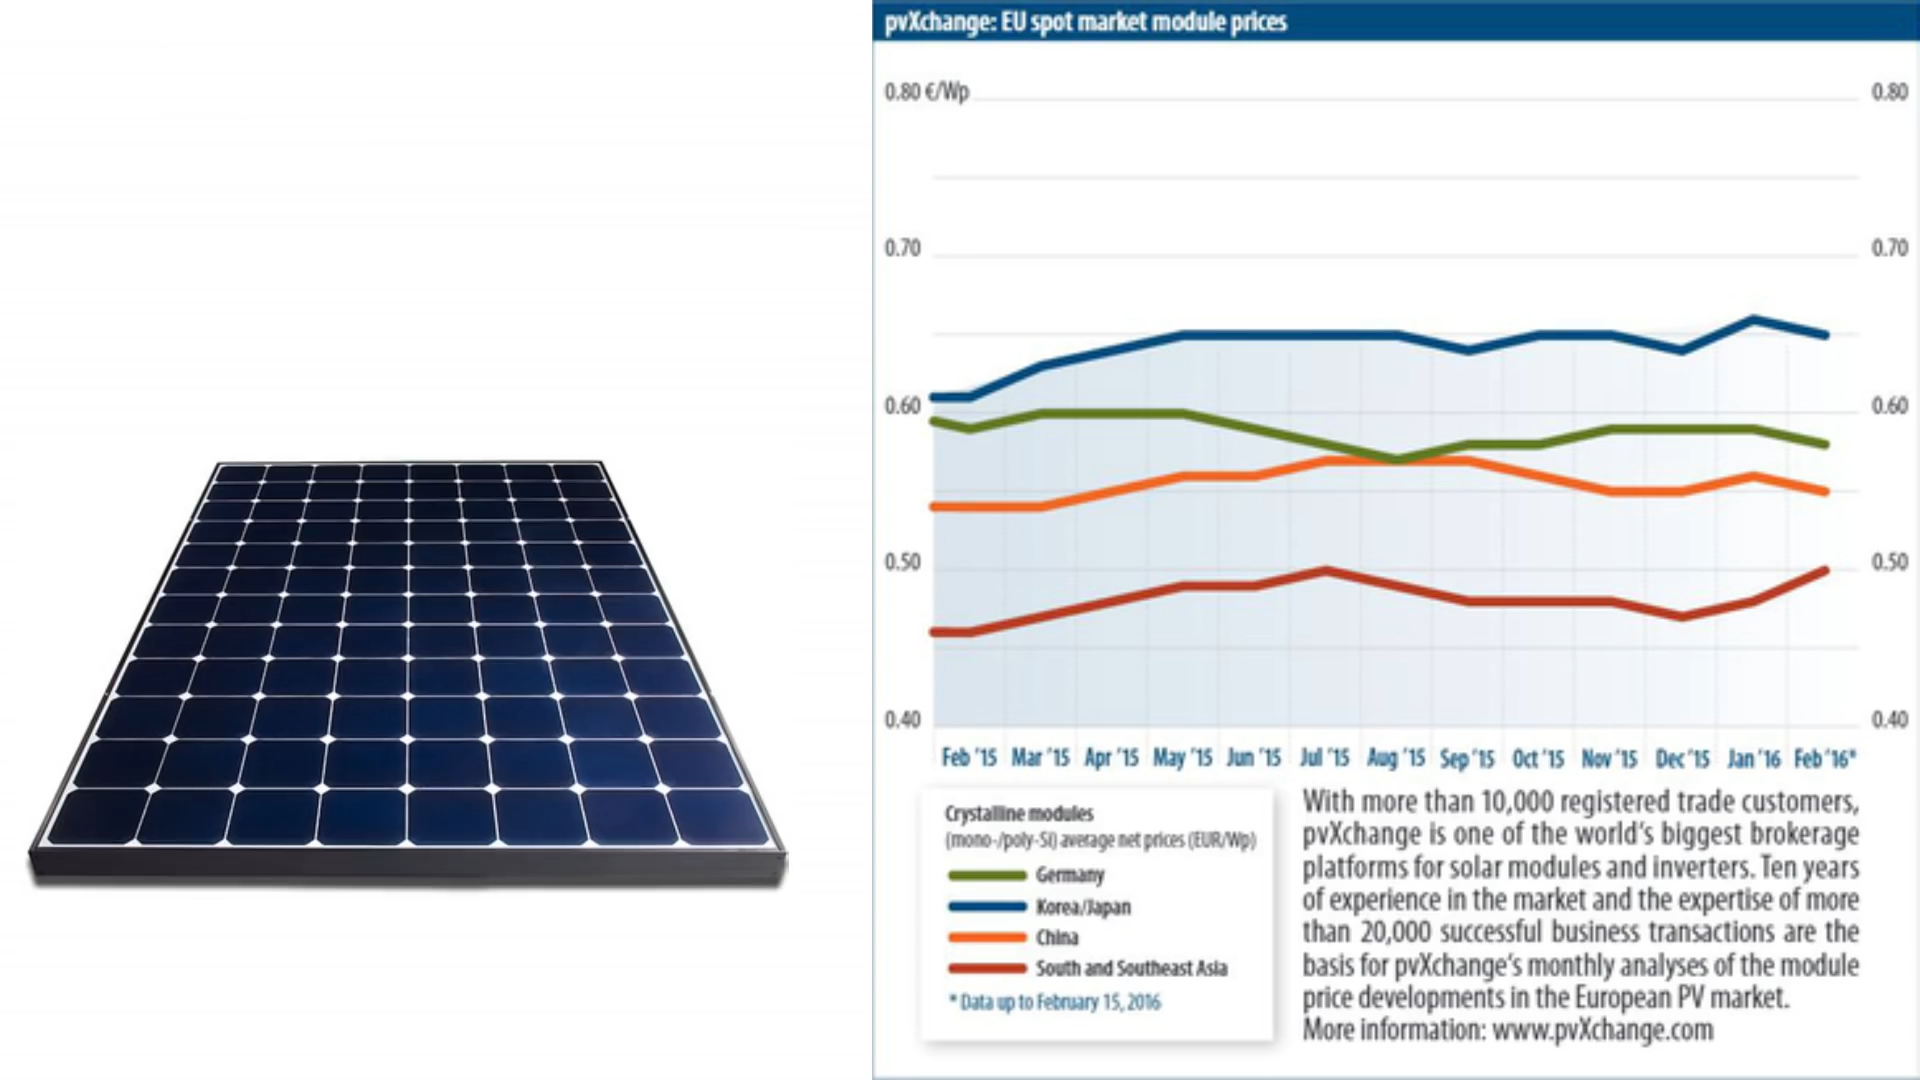 pvXchange: EU spot market module prices
0.80 €/Wp 0.80
0.70 0.70
0.60 0.60
0.50 0.50
0.40 0.40
Feb '15 Mar '15 Apr '15 May '15 Jun '15 Jul '15 Aug '15 Sep '15 Oct '15 Nov '15 Dec '15 Jan '16 Feb '16*
Crystalline modules
(mono-/poly-Si) average net prices (EUR/Wp)
Germany
Korea/Japan
China
South and Southeast Asia
* Data up to February 15, 2016
With more than 10,000 registered trade customers,
pvXchange is one of the world's biggest brokerage
platforms for solar modules and inverters. Ten years
of experience in the market and the expertise of more
than 20,000 successful business transactions are the
basis for pvXchange's monthly analyses of the module
price developments in the European PV market.
More information: www.pvXchange.com